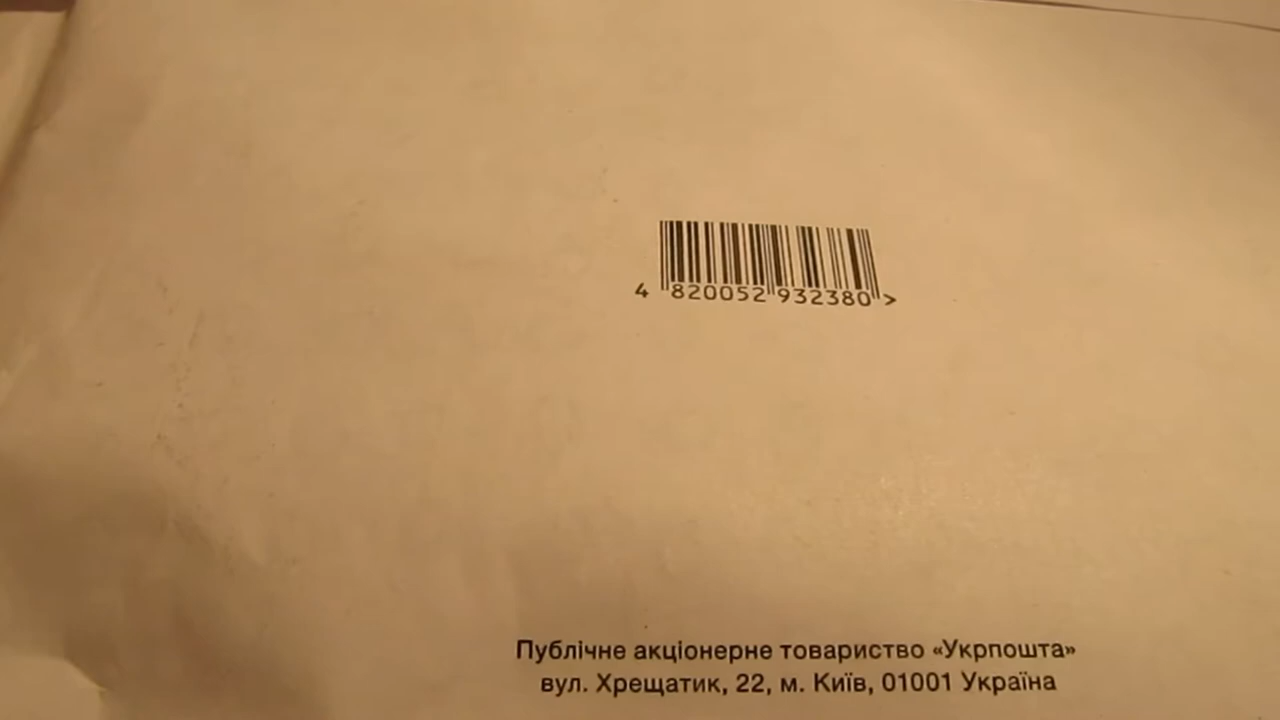 4 820052 932380 >
Публічне акціонерне товариство «Укрпошта»
вул. Хрещатик, 22, м. Київ, 01001 Україна